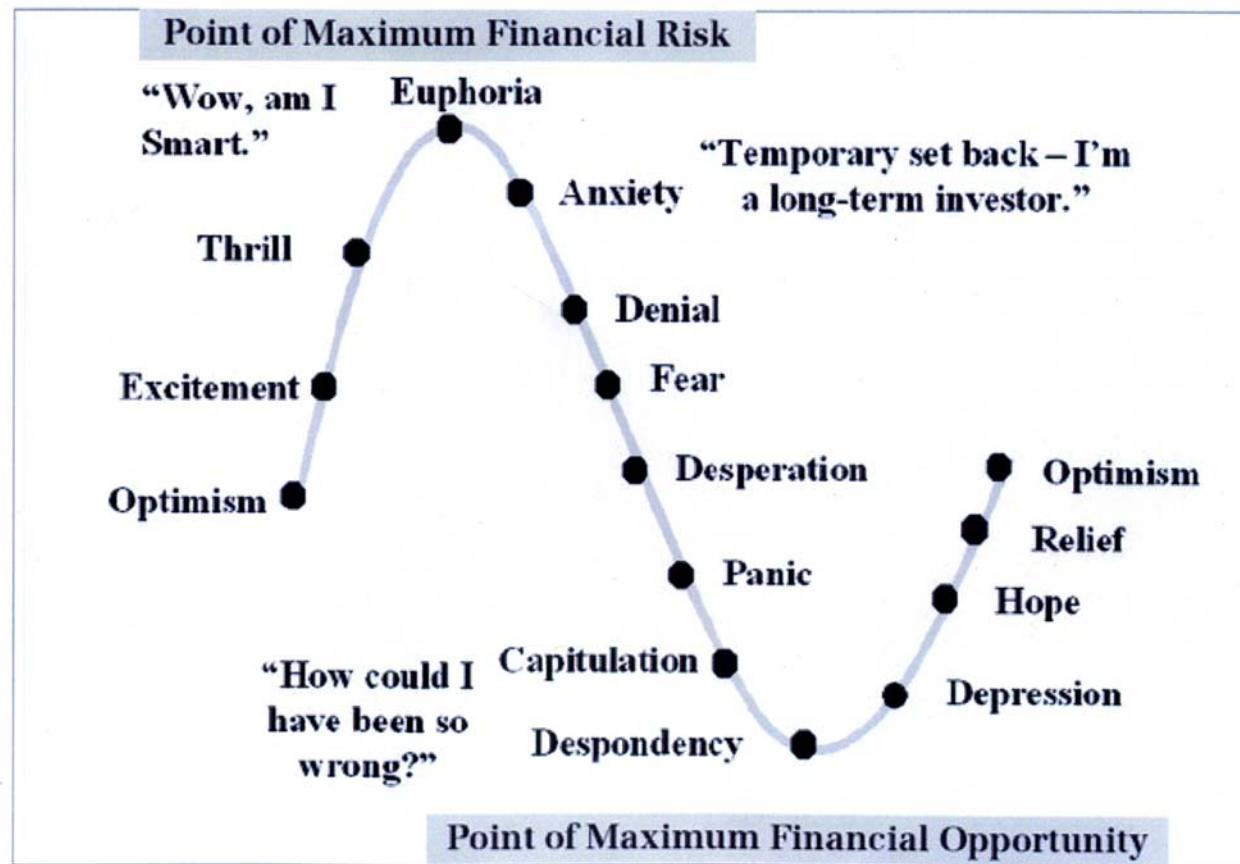 Point of Maximum Financial Risk
“Wow, am I
Smart.”
Euphoria
“Temporary set back – I’m
a long-term investor.”
Anxiety
Thrill
Denial
Excitement
Fear
Desperation
Optimism
Optimism
Relief
Panic
Hope
“How could I
have been so
wrong?”
Capitulation
Depression
Despondency
Point of Maximum Financial Opportunity